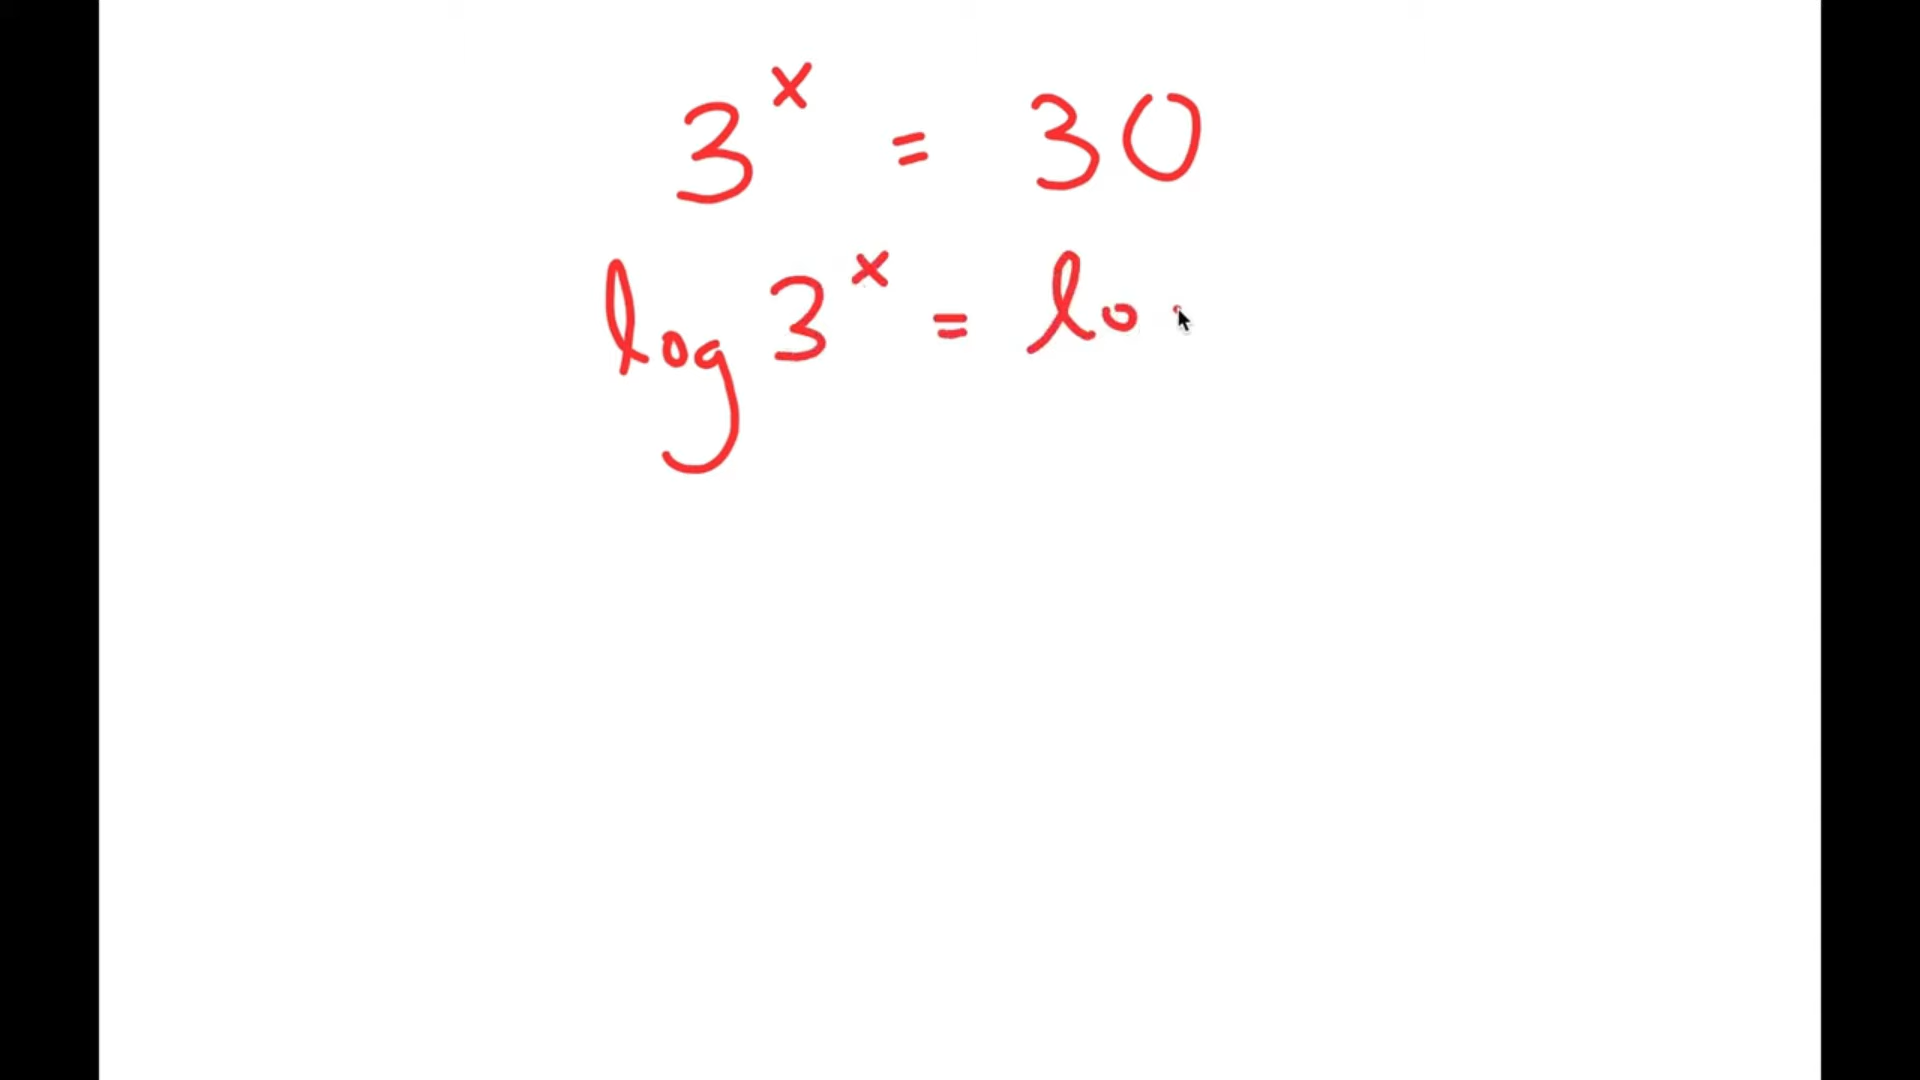 3^x = 30
log 3^x = lo